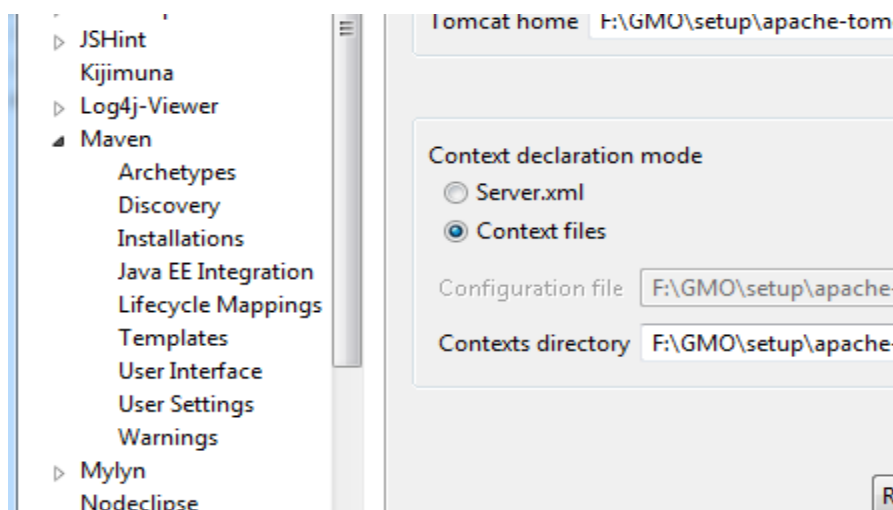 JSHint
Kijimuna
Log4j-Viewer
Maven
Archetypes
Discovery
Installations
Java EE Integration
Lifecycle Mappings
Templates
User Interface
User Settings
Warnings
Mylyn
Nodeclipse
Tomcat home F:\GMO\setup\apache-tom
Context declaration mode
Server.xml
Context files
Configuration file F:\GMO\setup\apache-
Contexts directory F:\GMO\setup\apache-
R